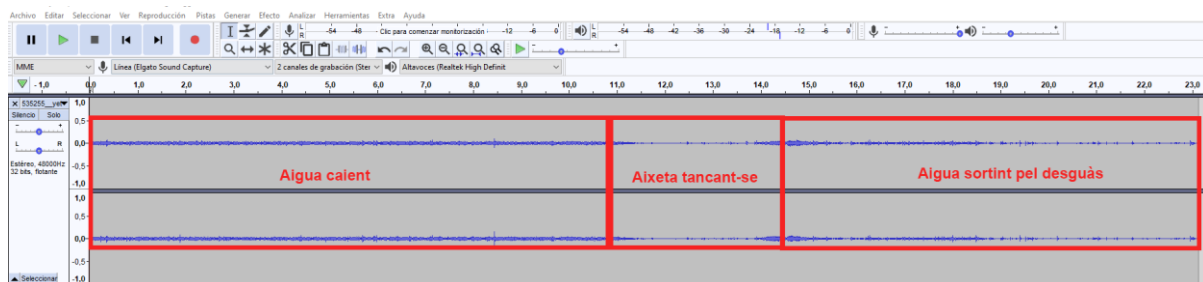 Archivo Editar Seleccionar Ver Reproducción Pistas Generar Efecto Analizar Herramientas Extra Ayuda
L R -54 -48 Clic para comenzar monitorización -12 -6 0 L R -54 -48 -42 -36 -30 -24 -18 -12 -6 0
MME Línea (Elgato Sound Capture) 2 canales de grabación (Ster Altavoces (Realtek High Definit
-1,0 0,0 1,0 2,0 3,0 4,0 5,0 6,0 7,0 8,0 9,0 10,0 11,0 12,0 13,0 14,0 15,0 16,0 17,0 18,0 19,0 20,0 21,0 22,0 23,0
X 1,0
Silencio Solo 0,5
- +
L R 0,0
Estéreo, 48000Hz
32 bits, flotante -0,5
Aigua caient Aixeta tancant-se Aigua sortint pel desguàs
-1,0
1,0
0,5
0,0
-0,5
Seleccionar -1,0